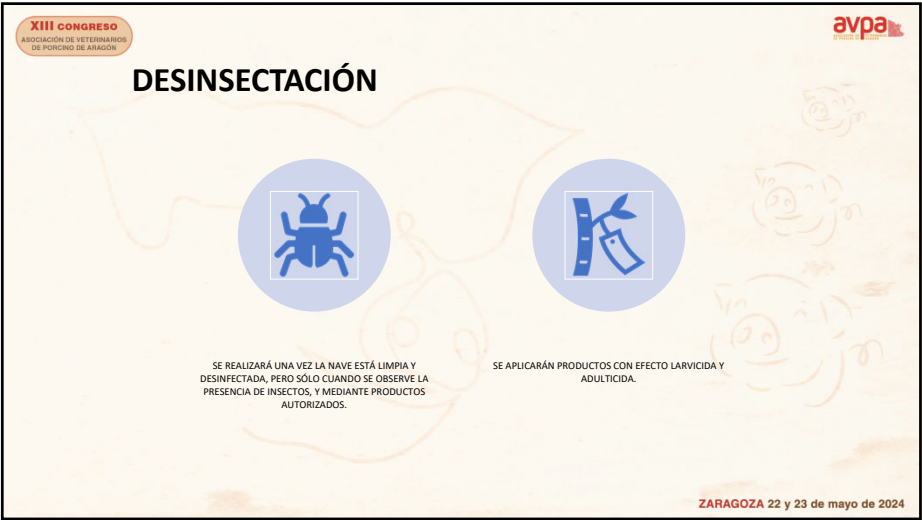 XIII CONGRESO
ASOCIACIÓN DE VETERINARIOS
DE PORCINO DE ARAGÓN
avpa
DESINSECTACIÓN
SE REALIZARÁ UNA VEZ LA NAVE ESTÁ LIMPIA Y
DESINFECTADA, PERO SÓLO CUANDO SE OBSERVE LA
PRESENCIA DE INSECTOS, Y MEDIANTE PRODUCTOS
AUTORIZADOS.
SE APLICARÁN PRODUCTOS CON EFECTO LARVICIDA Y
ADULTICIDA.
ZARAGOZA 22 y 23 de mayo de 2024